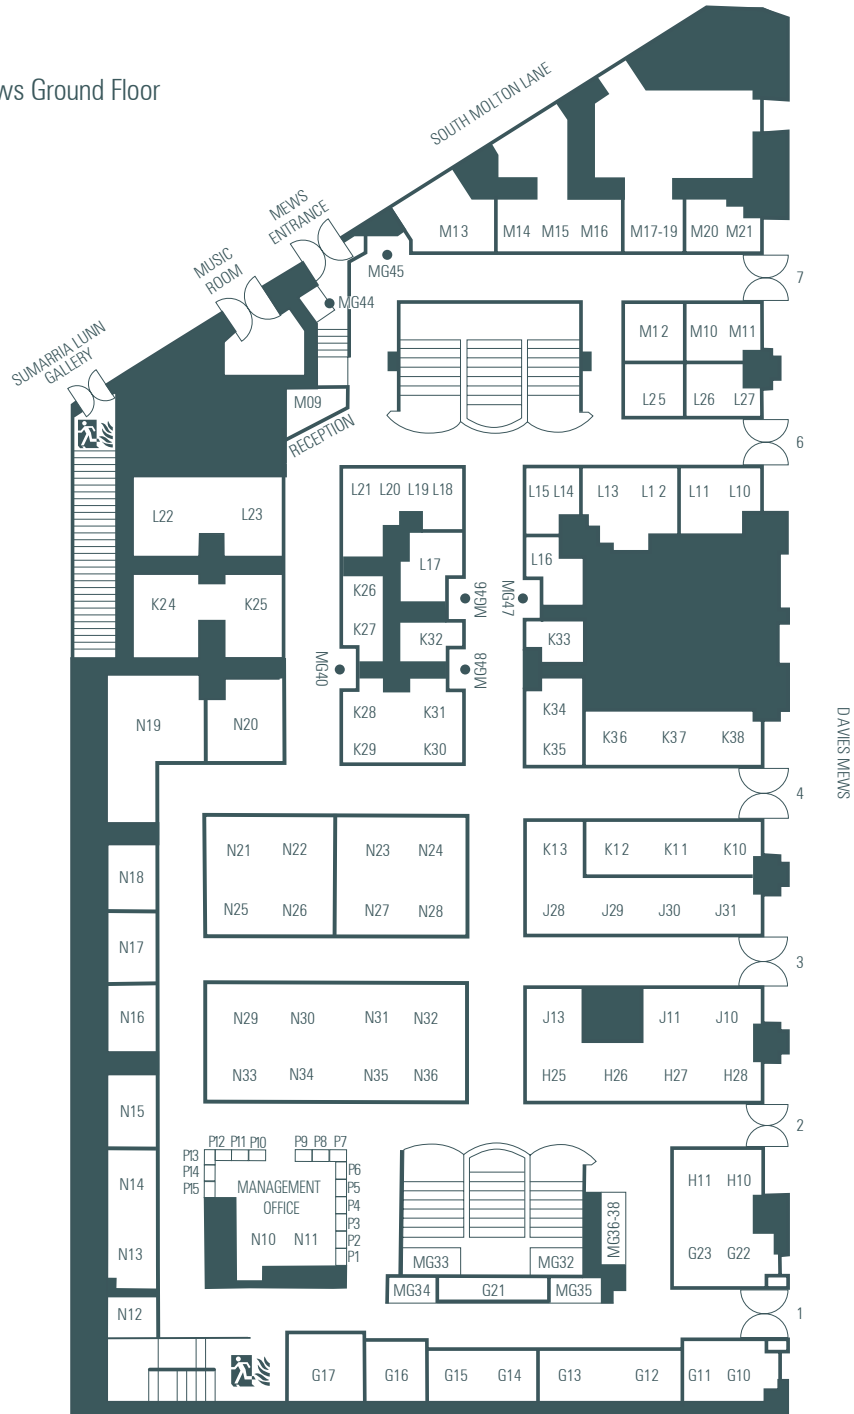 ws Ground Floor
SOUTH MOLTON LANE
MEWS
ENTRANCE
MUSIC
ROOM
SUMARRIA LUNN
GALLERY
M13
M14 M15 M16
M17-19
M20 M21
MG45
7
MG44
M12
M10 M11
M09
RECEPTION
L25
L26 L27
6
L22
L23
L21 L20 L19 L18
L15 L14
L13 L12
L11 L10
L17
L16
K24
K25
K26
MG46
MG47
K27
K32
K33
MG40
MG48
N19
N20
K28 K31
K34
K29 K30
K35
K36 K37 K38
DAVIES MEWS
4
N21 N22
N23 N24
K13
K12 K11 K10
N18
N25 N26
N27 N28
J28 J29 J30 J31
N17
3
N16
N29 N30 N31 N32
J13
J11 J10
N33 N34 N35 N36
H25 H26 H27 H28
N15
2
P13
P12 P11 P10
P9 P8 P7
P14
P6
P15
P5
MANAGEMENT
OFFICE
P4
P3
N10 N11
P2
P1
N14
N13
H11 H10
MG36-38
G23 G22
MG33
MG32
MG34
G21
MG35
N12
1
G17
G16
G15 G14
G13 G12
G11 G10